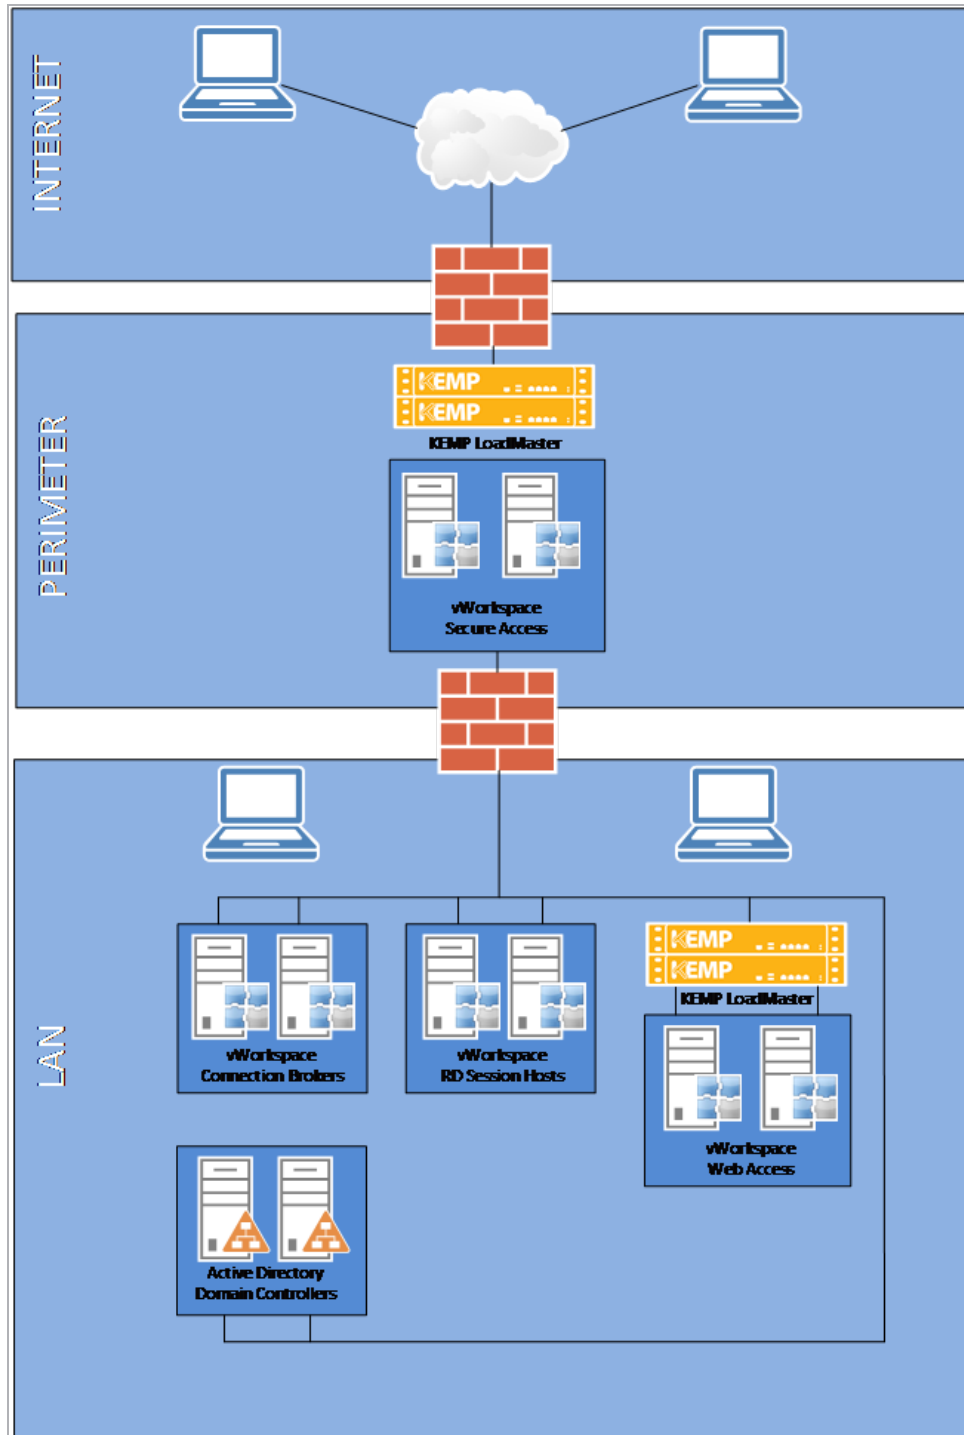 INTERNET
KEMP
KEMP
KEMP LoadMaster
PERIMETER
vWorkspace
Secure Access
KEMP
KEMP
KEMP LoadMaster
vWorkspace
Connection Brokers
vWorkspace
RD Session Hosts
LAN
vWorkspace
Web Access
Active Directory
Domain Controllers